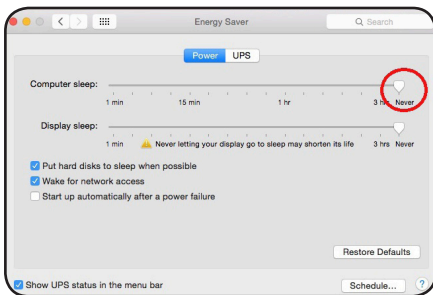 Energy Saver
Search
Power UPS
Computer sleep:
1 min 15 min 1 hr 3 hrs Never
Display sleep:
1 min Never letting your display go to sleep may shorten its life 3 hrs Never
Put hard disks to sleep when possible
Wake for network access
Start up automatically after a power failure
Restore Defaults
Show UPS status in the menu bar
Schedule... ?